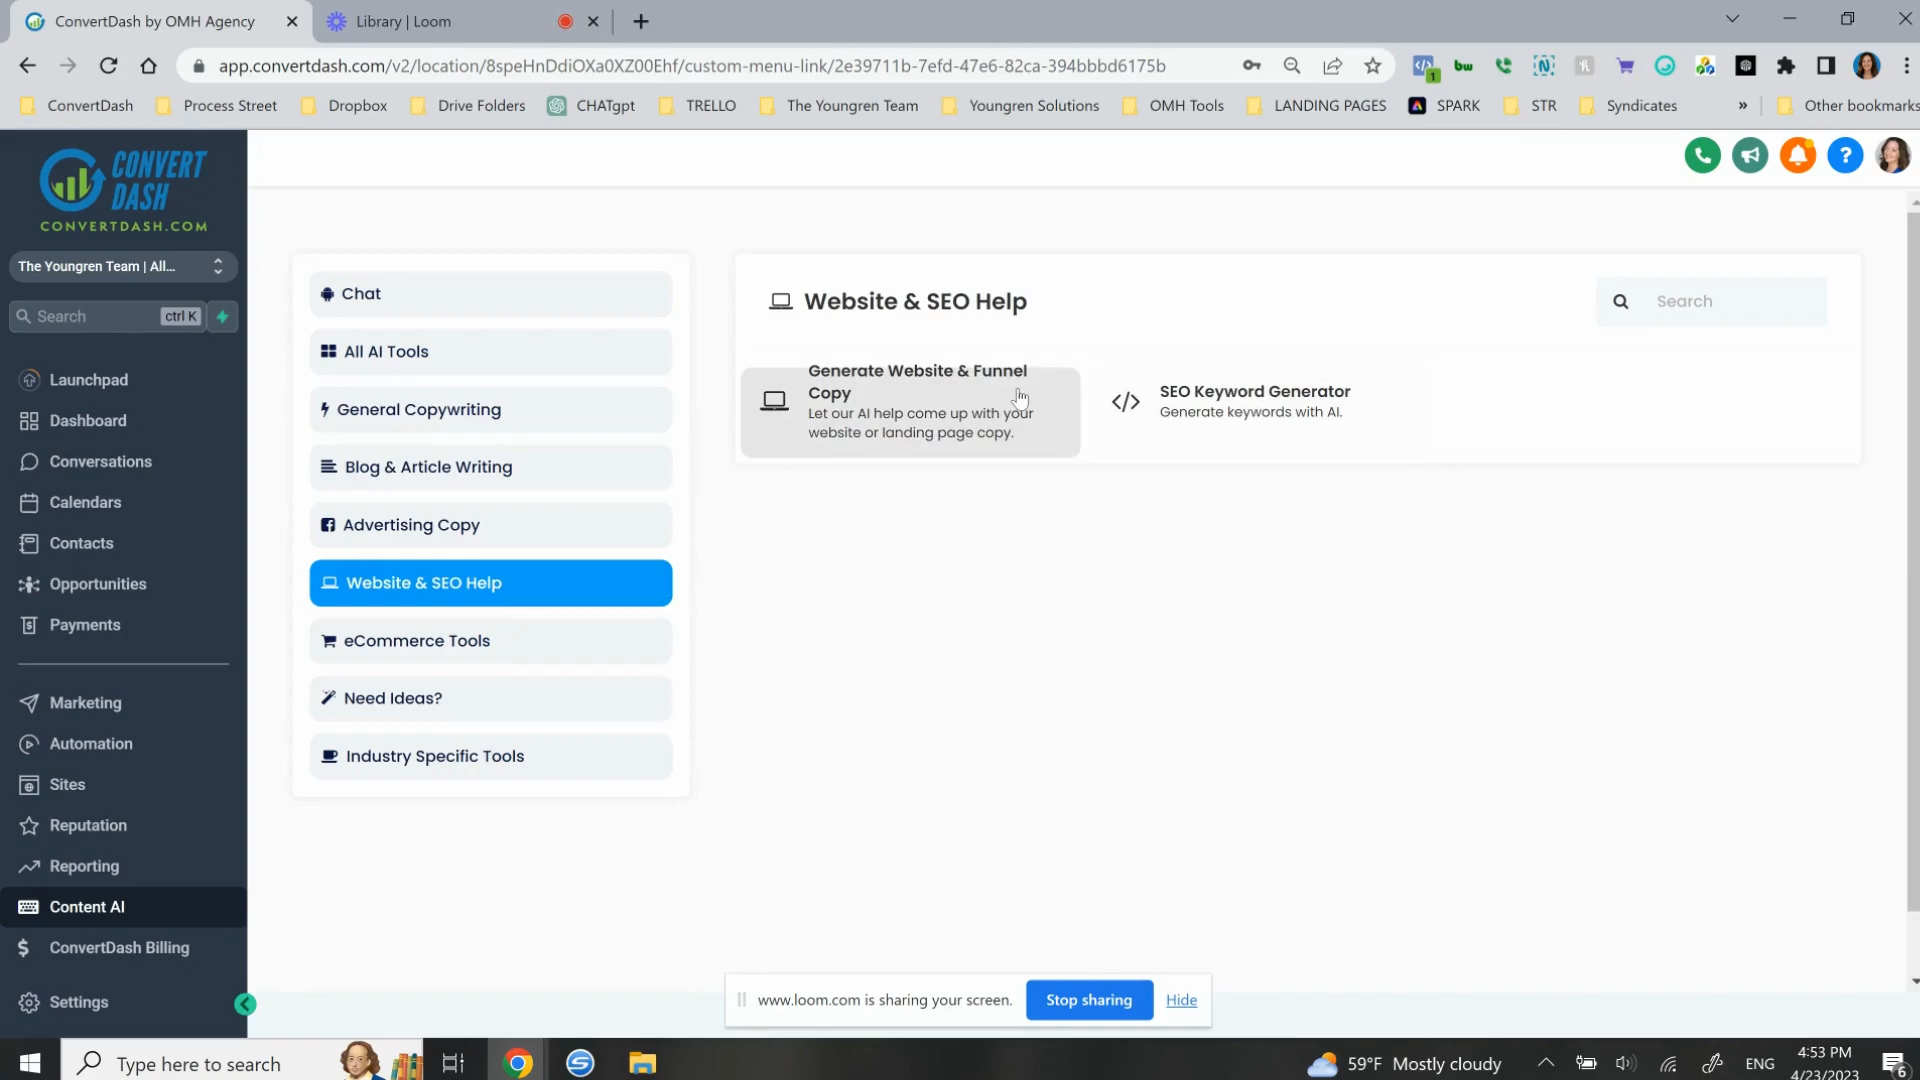 ConvertDash by OMH Agency
Library | Loom
app.convertdash.com/v2/location/8speHnDdiOXa0XZ00Ehf/custom-menu-link/2e39711b-7efd-47e6-82ca-394bbbd6175b
1
bw
ConvertDash
Process Street
Dropbox
Drive Folders
CHATgpt
TRELLO
The Youngren Team
Youngren Solutions
OMH Tools
LANDING PAGES
SPARK
STR
Syndicates
»
Other bookmarks
CONVERT
DASH
CONVERTDASH.COM
The Youngren Team | All...
Search
ctrl K
Launchpad
Dashboard
Conversations
Calendars
Contacts
Opportunities
Payments
Marketing
Automation
Sites
Reputation
Reporting
Content AI
ConvertDash Billing
Settings
Chat
All AI Tools
General Copywriting
Blog & Article Writing
Advertising Copy
Website & SEO Help
eCommerce Tools
Need Ideas?
Industry Specific Tools
Website & SEO Help
Search
Generate Website & Funnel
Copy
Let our AI help come up with your
website or landing page copy.
SEO Keyword Generator
Generate keywords with AI.
www.loom.com is sharing your screen.
Stop sharing
Hide
Type here to search
59°F Mostly cloudy
ENG
4:53 PM
4/23/2023
6